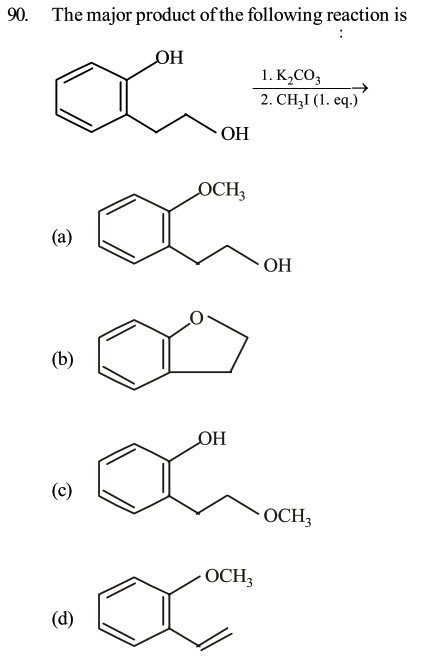 90. The major product of the following reaction is
:
OH
OH
1. K₂CO₃
2. CH₃I (1. eq.)
(a)
OCH₃
OH
(b)
O
(c)
OH
OCH₃
(d)
OCH₃